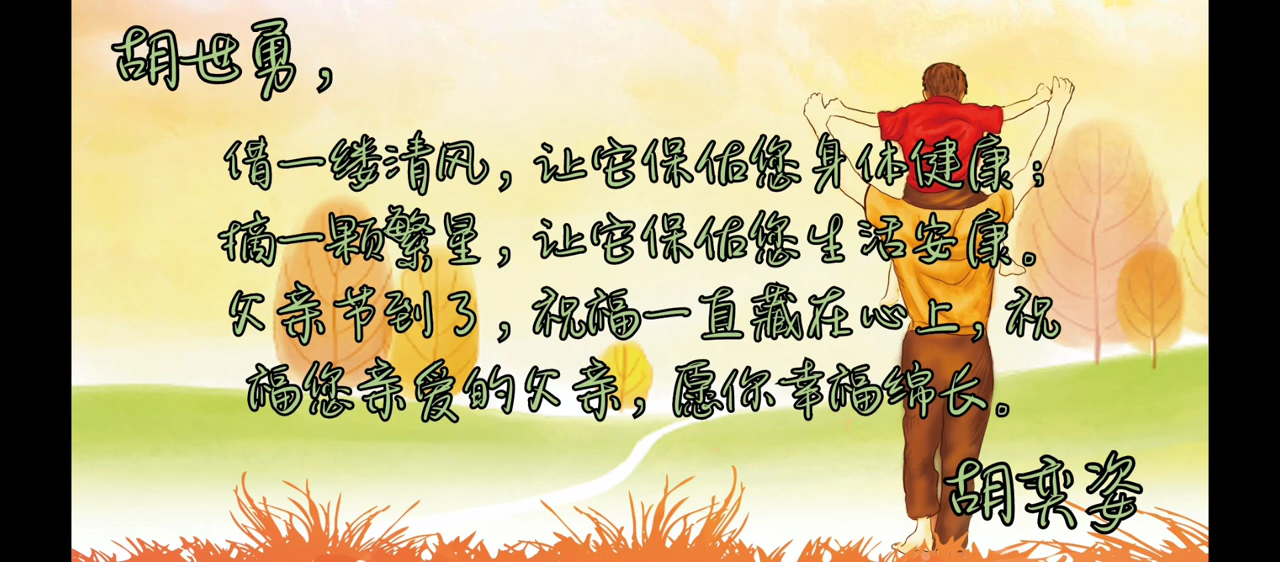 胡世勇，
借一缕清风，让它保佑您身体健康；
摘一颗繁星，让它保佑您生活安康。
父亲节到了，祝福一直藏在心上，祝
福您亲爱的父亲，愿你幸福绵长。
胡奕姿